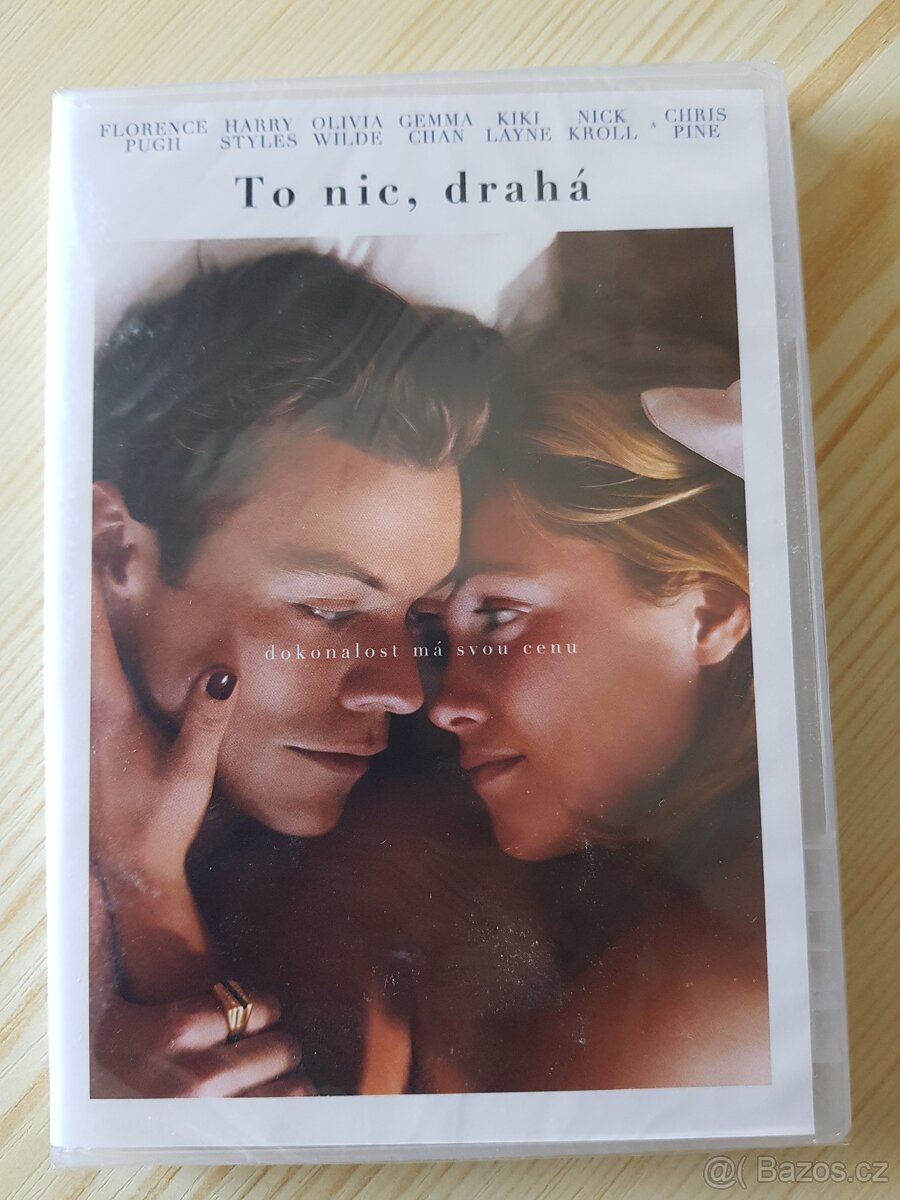 FLORENCE HARRY OLIVIA GEMMA KIKI NICK A CHRIS
PUGH STYLES WILDE CHAN LAYNE KROLL PINE
To nic, drahá
dokonalost má svou cenu
@( Bazos.cz